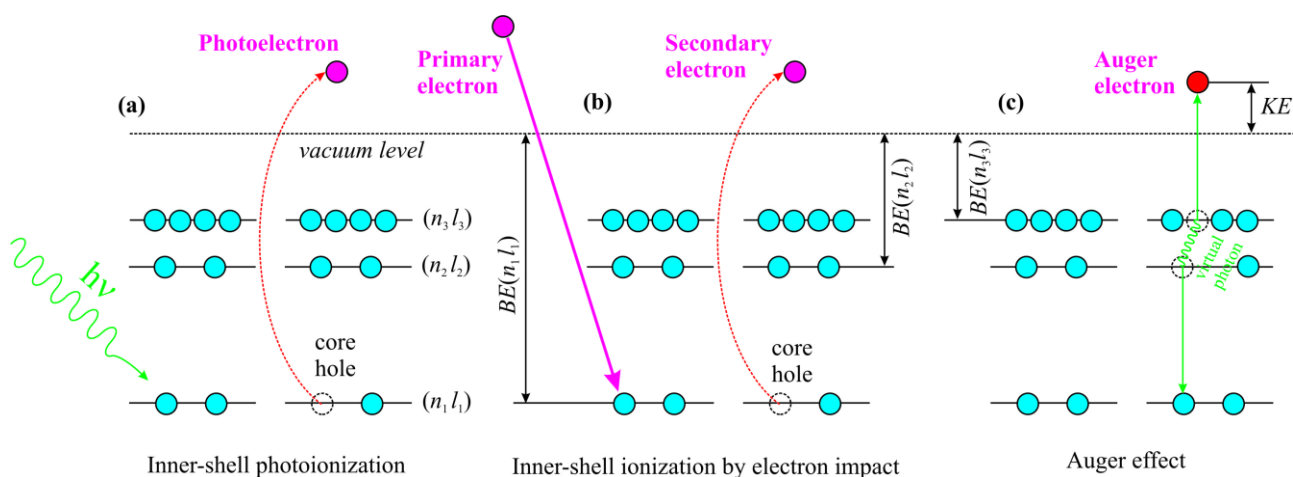 Photoelectron
Primary
electron
Secondary
electron
Auger
electron
(a)
(b)
(c)
KE
vacuum level
BE(n₁l₁)
BE(n₂l₂)
BE(n₃l₃)
(n₃l₃)
(n₂l₂)
hν
virtual
photon
core
hole
core
hole
(n₁l₁)
Inner-shell photoionization
Inner-shell ionization by electron impact
Auger effect